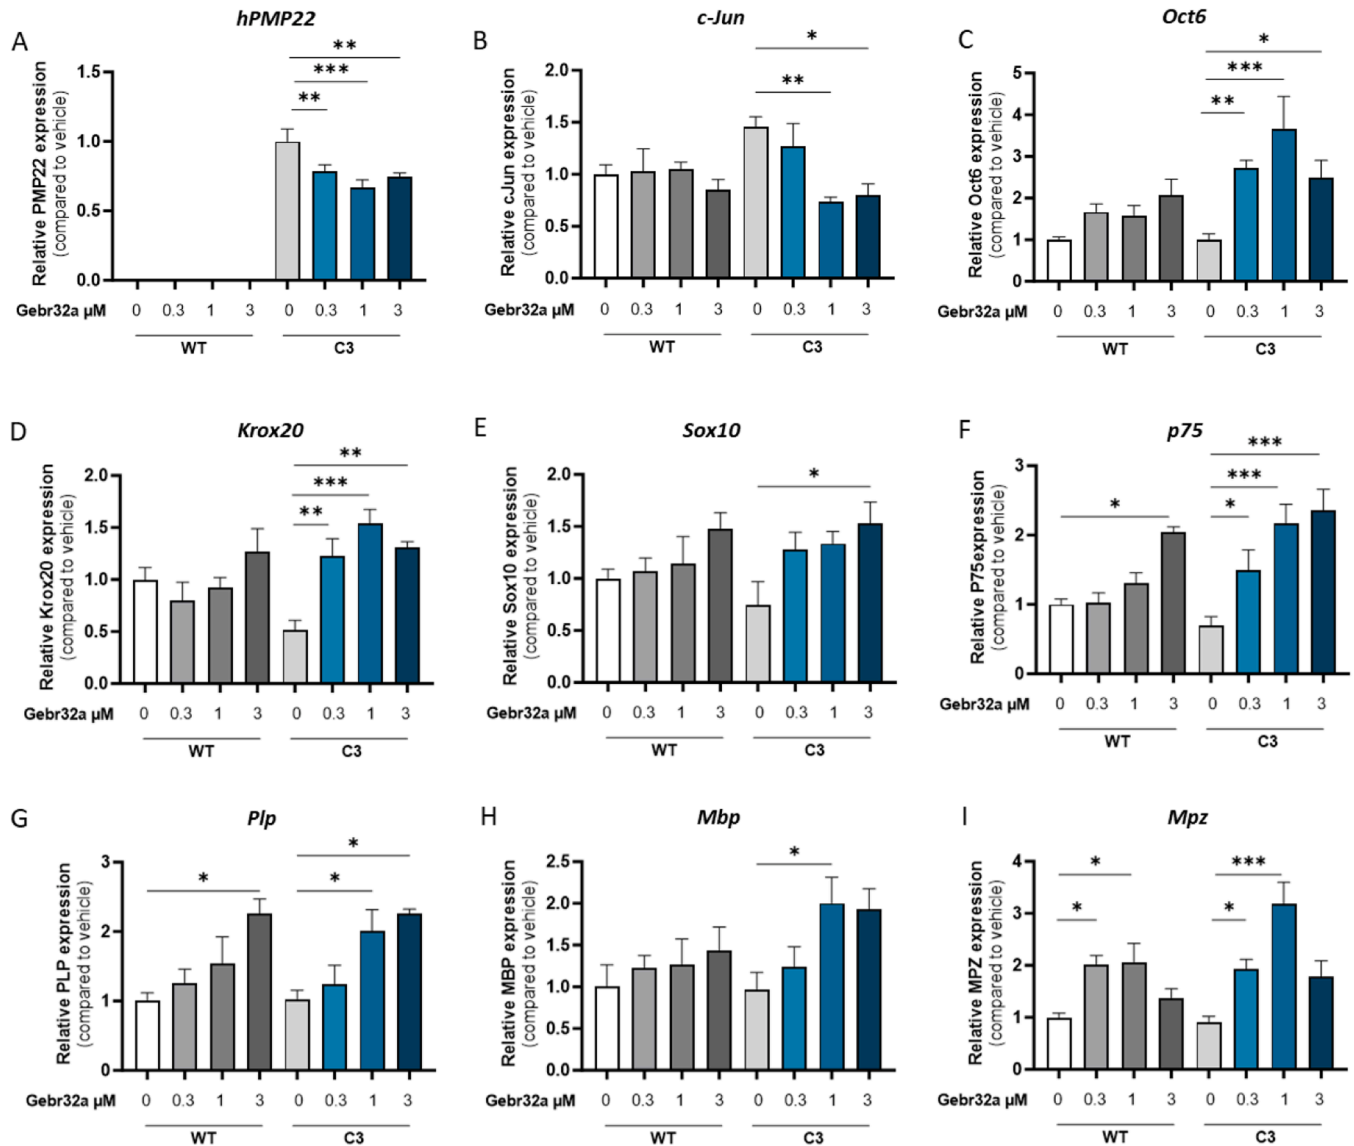 A
hPMP22
Relative PMP22 expression
(compared to vehicle)
1.5
1.0
0.5
0.0
**
***
**
Gebr32a µM 0 0.3 1 3 0 0.3 1 3
WT C3
B
c-Jun
Relative cJun expression
(compared to vehicle)
2.0
1.5
1.0
0.5
0.0
*
**
Gebr32a µM 0 0.3 1 3 0 0.3 1 3
WT C3
C
Oct6
Relative Oct6 expression
(compared to vehicle)
5
4
3
2
1
0
*
***
**
Gebr32a µM 0 0.3 1 3 0 0.3 1 3
WT C3
D
Krox20
Relative Krox20 expression
(compared to vehicle)
2.0
1.5
1.0
0.5
0.0
**
***
**
Gebr32a µM 0 0.3 1 3 0 0.3 1 3
WT C3
E
Sox10
Relative Sox10 expression
(compared to vehicle)
2.0
1.5
1.0
0.5
0.0
*
Gebr32a µM 0 0.3 1 3 0 0.3 1 3
WT C3
F
p75
Relative P75expression
(compared to vehicle)
3
2
1
0
***
***
* *
Gebr32a µM 0 0.3 1 3 0 0.3 1 3
WT C3
G
Plp
Relative PLP expression
(compared to vehicle)
3
2
1
0
*
* *
Gebr32a µM 0 0.3 1 3 0 0.3 1 3
WT C3
H
Mbp
Relative MBP expression
(compared to vehicle)
2.5
2.0
1.5
1.0
0.5
0.0
*
Gebr32a µM 0 0.3 1 3 0 0.3 1 3
WT C3
I
Mpz
Relative MPZ expression
(compared to vehicle)
4
3
2
1
0
* ***
* *
Gebr32a µM 0 0.3 1 3 0 0.3 1 3
WT C3